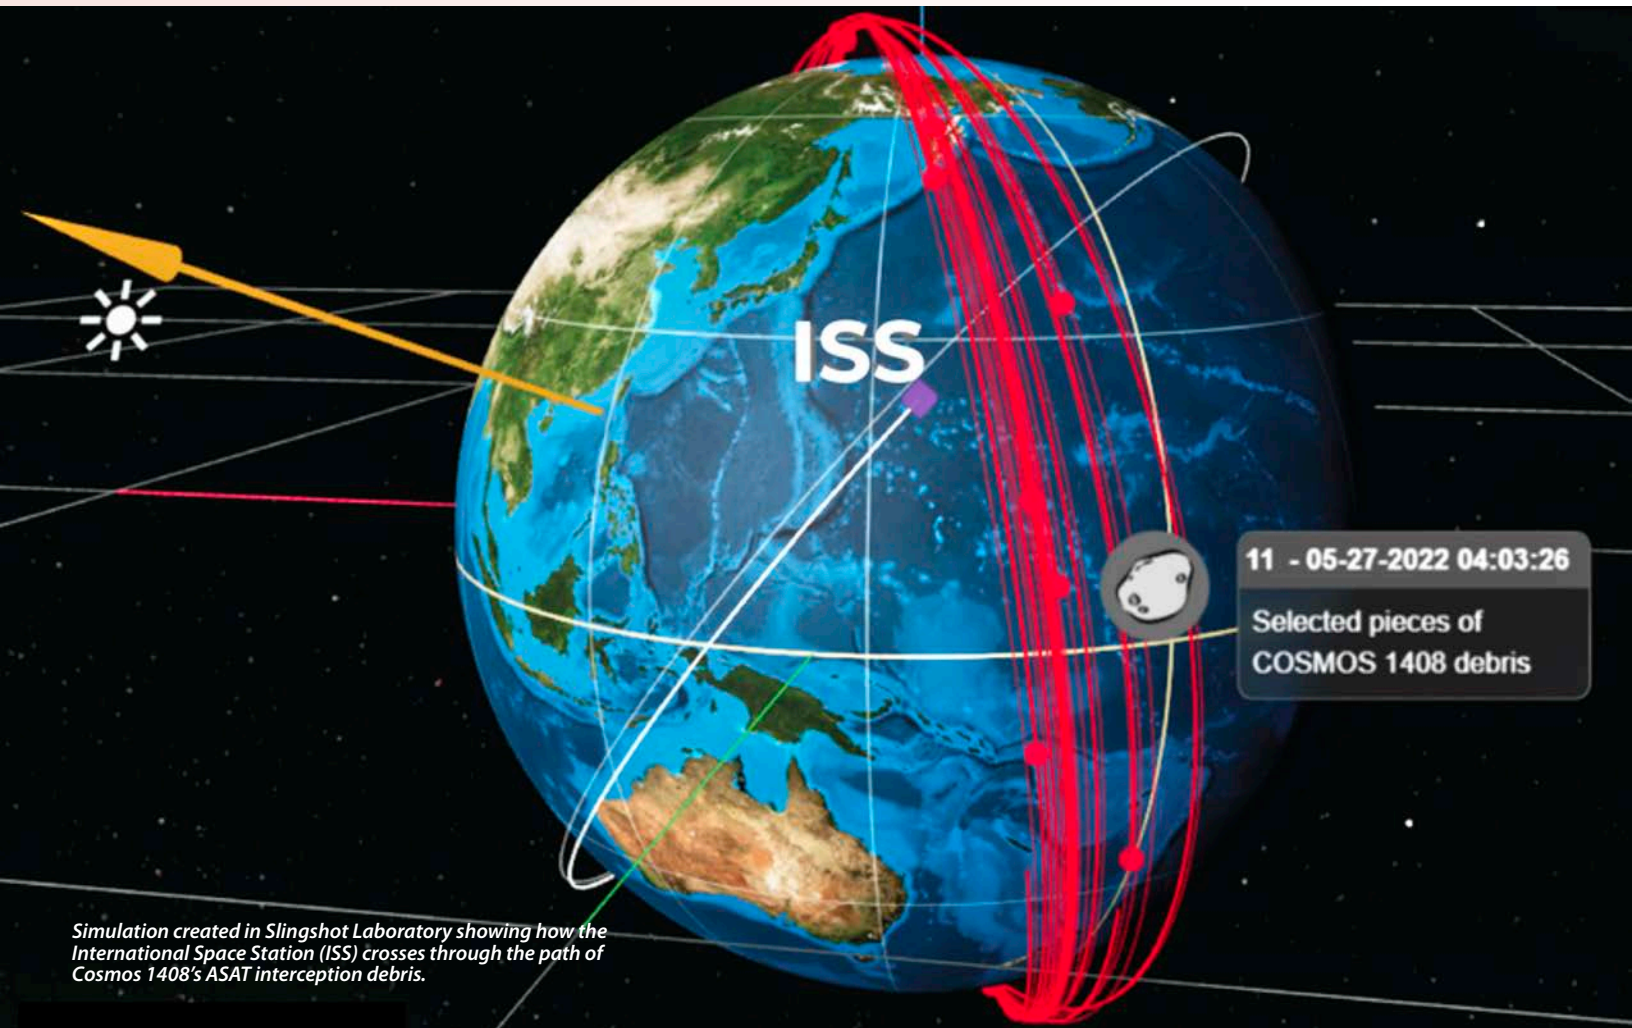 ISS
11 - 05-27-2022 04:03:26
Selected pieces of
COSMOS 1408 debris
Simulation created in Slingshot Laboratory showing how the
International Space Station (ISS) crosses through the path of
Cosmos 1408’s ASAT interception debris.